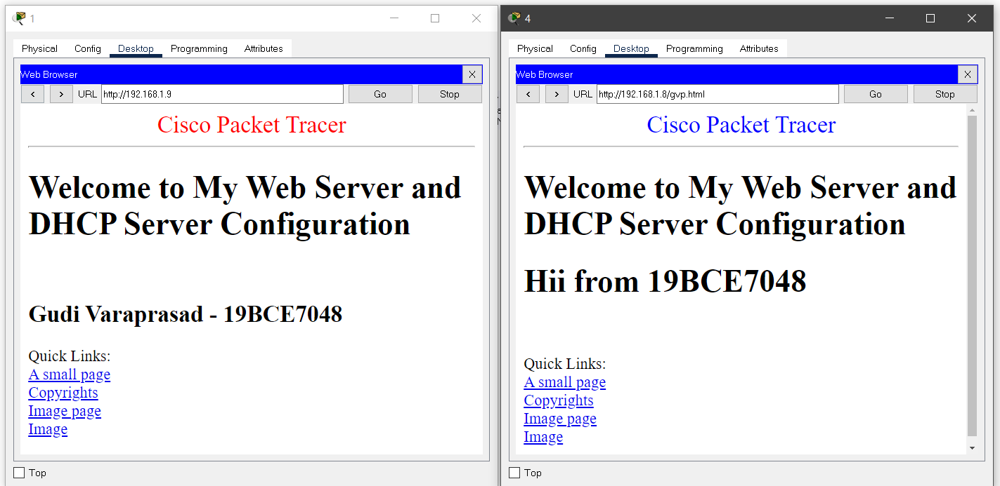 1
Physical Config Desktop Programming Attributes
Web Browser X
< > URL http://192.168.1.9 Go Stop
Cisco Packet Tracer
Welcome to My Web Server and
DHCP Server Configuration
Gudi Varaprasad - 19BCE7048
Quick Links:
A small page
Copyrights
Image page
Image
Top
4
Physical Config Desktop Programming Attributes
Web Browser X
< > URL http://192.168.1.8/gvp.html Go Stop
Cisco Packet Tracer
Welcome to My Web Server and
DHCP Server Configuration
Hii from 19BCE7048
Quick Links:
A small page
Copyrights
Image page
Image
Top